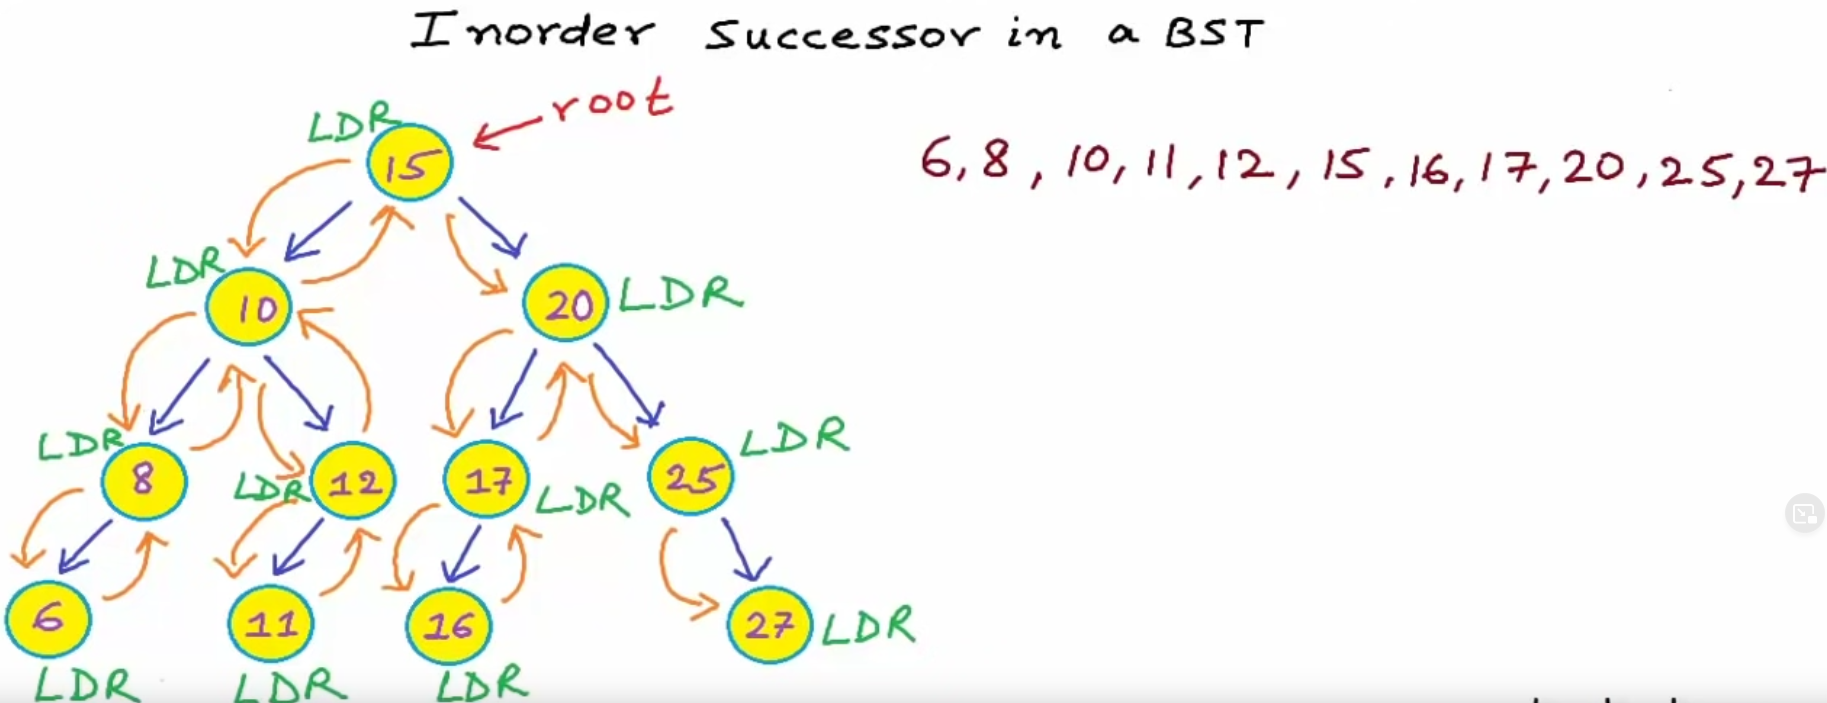 Inorder Successor in a BST
LDR
root
15
6, 8, 10, 11, 12, 15, 16, 17, 20, 25, 27
LDR
10
20 LDR
LDR
LDR
8
LDR 12
17 LDR
25
6
11
16
27 LDR
LDR
LDR
LDR